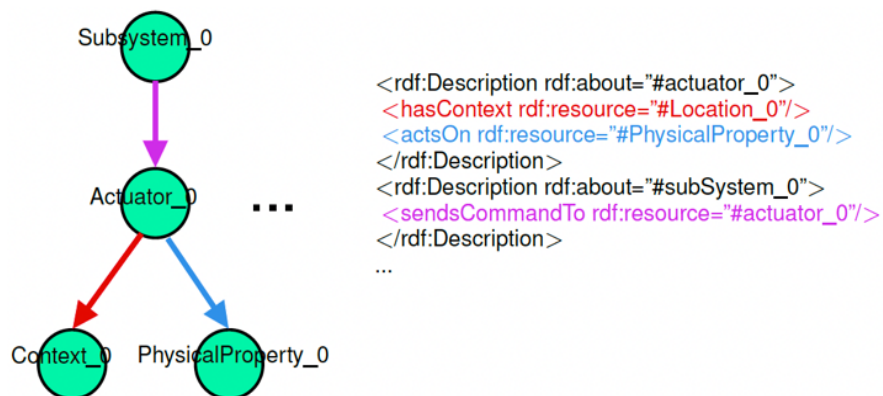 Subsystem_0
Actuator_0
...
Context_0
PhysicalProperty_0
<rdf:Description rdf:about=”#actuator_0”>
<hasContext rdf:resource=”#Location_0”/>
<actsOn rdf:resource=”#PhysicalProperty_0”/>
</rdf:Description>
<rdf:Description rdf:about=”#subSystem_0”>
<sendsCommandTo rdf:resource=”#actuator_0”/>
</rdf:Description>
...